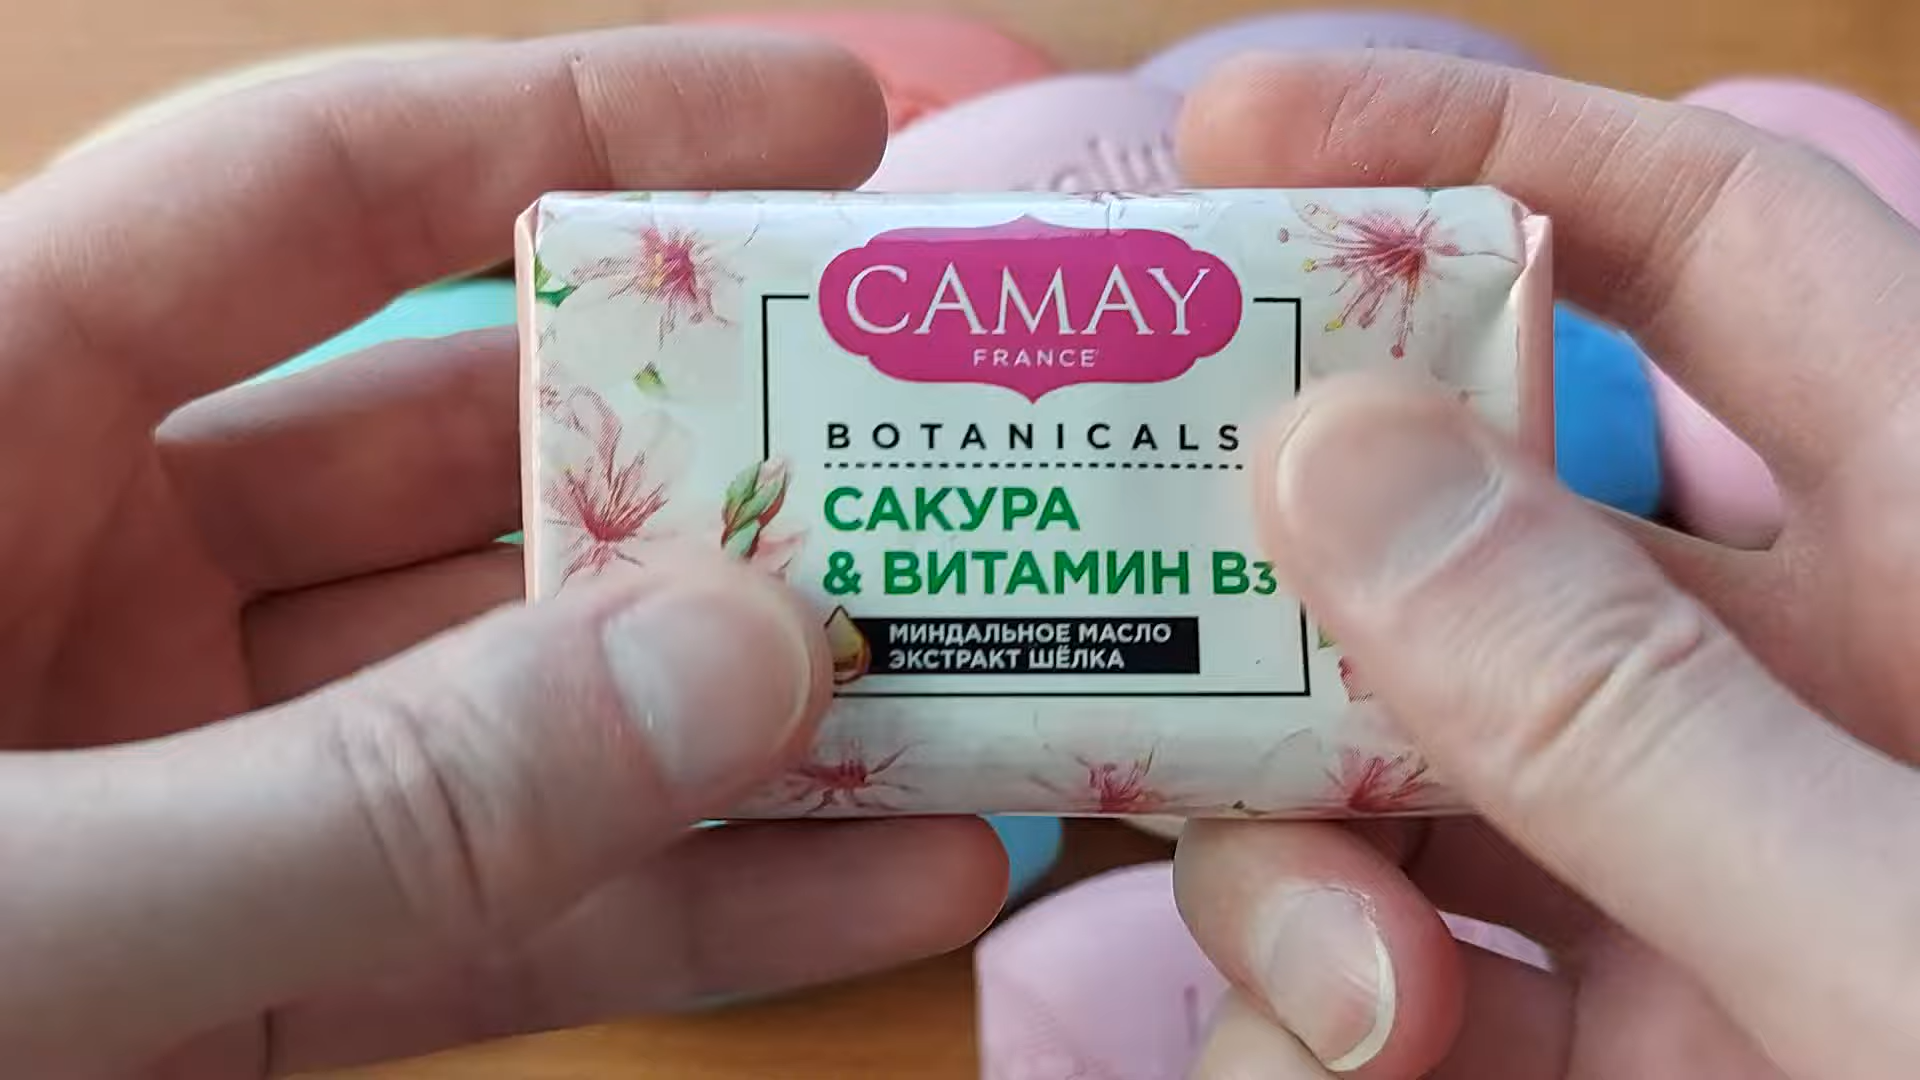 CAMAY
FRANCE
BOTANICALS
САКУРА
& ВИТАМИН B3
МИНДАЛЬНОЕ МАСЛО
ЭКСТРАКТ ШЁЛКА